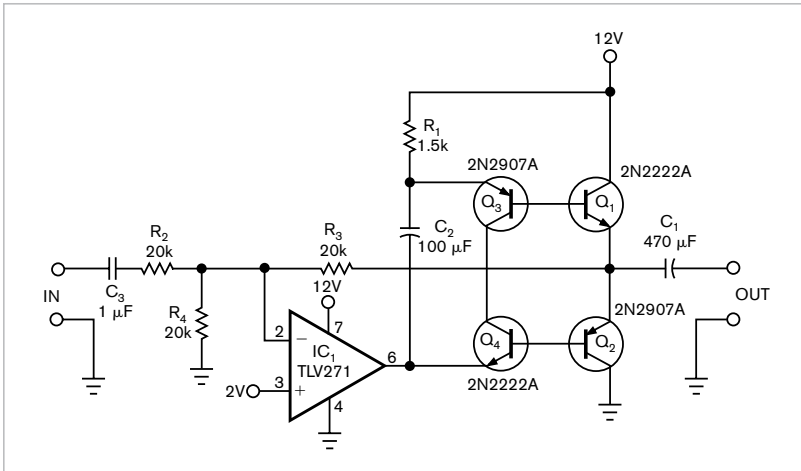 12V
R1
1.5k
2N2907A
2N2222A
Q3
Q1
C2
100 µF
C1
470 µF
R2
20k
R3
20k
IN
C3
1 µF
R4
20k
12V
OUT
2N2907A
7
2
−
IC1
TLV271
6
Q4
Q2
2V
3
+
4
2N2222A